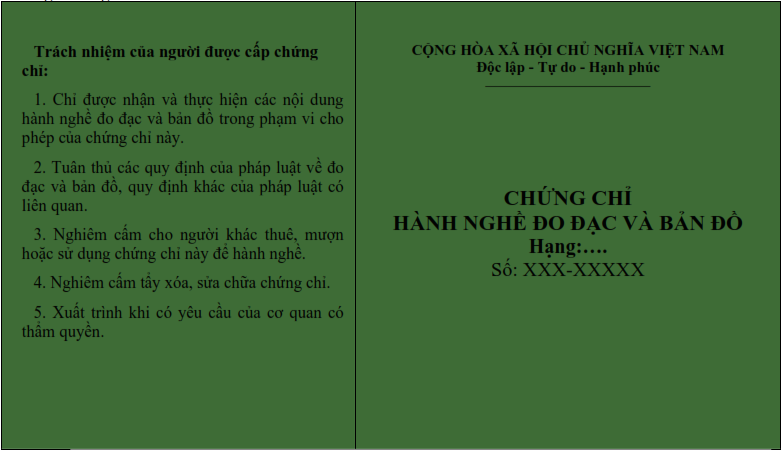 Trách nhiệm của người được cấp chứng
chỉ:
1. Chỉ được nhận và thực hiện các nội dung
hành nghề đo đạc và bản đồ trong phạm vi cho
phép của chứng chỉ này.
2. Tuân thủ các quy định của pháp luật về đo
đạc và bản đồ, quy định khác của pháp luật có
liên quan.
3. Nghiêm cấm cho người khác thuê, mượn
hoặc sử dụng chứng chỉ này để hành nghề.
4. Nghiêm cấm tẩy xóa, sửa chữa chứng chỉ.
5. Xuất trình khi có yêu cầu của cơ quan có
thẩm quyền.
CỘNG HÒA XÃ HỘI CHỦ NGHĨA VIỆT NAM
Độc lập - Tự do - Hạnh phúc
CHỨNG CHỈ
HÀNH NGHỀ ĐO ĐẠC VÀ BẢN ĐỒ
Hạng:....
Số: XXX-XXXXX